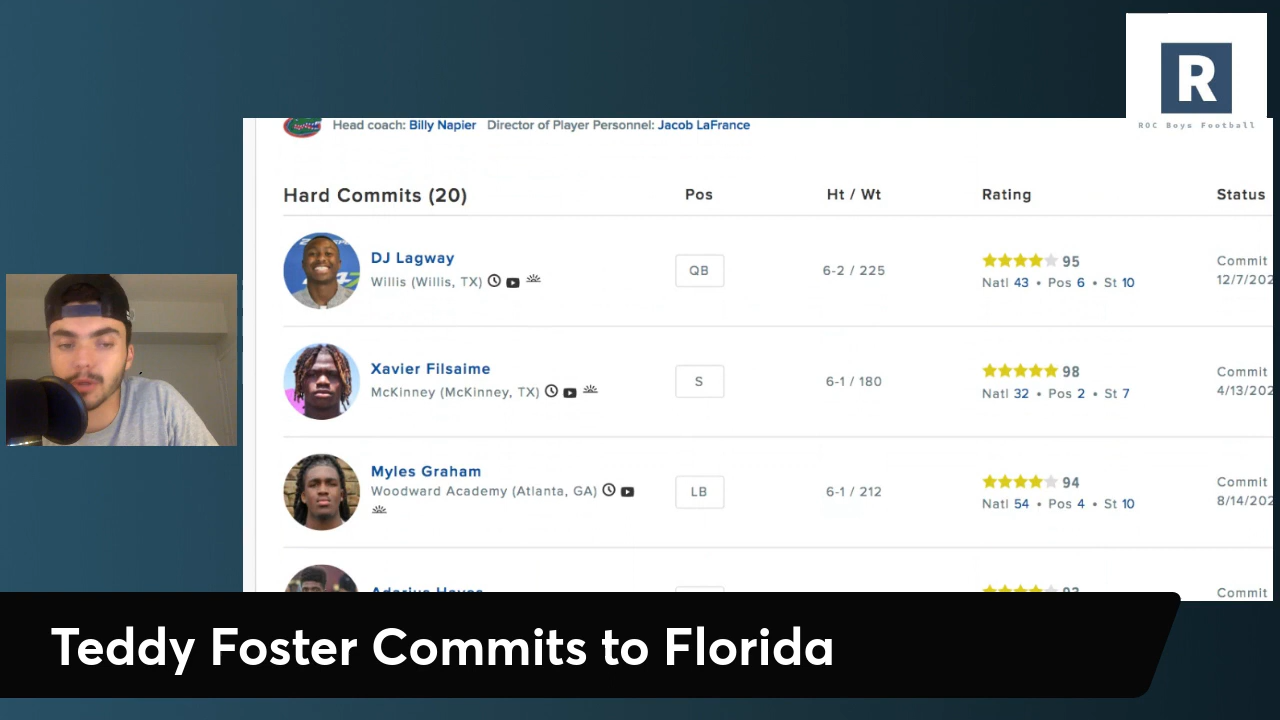 R
ROC Boys Football
Head coach: Billy Napier Director of Player Personnel: Jacob LaFrance
Hard Commits (20) Pos Ht / Wt Rating Status
DJ Lagway
Willis (Willis, TX)
QB
6-2 / 225
95
Natl 43 • Pos 6 • St 10
Commit
12/7/202
Xavier Filsaime
McKinney (McKinney, TX)
S
6-1 / 180
98
Natl 32 • Pos 2 • St 7
Commit
4/13/202
Myles Graham
Woodward Academy (Atlanta, GA)
LB
6-1 / 212
94
Natl 54 • Pos 4 • St 10
Commit
8/14/202
Commit
Teddy Foster Commits to Florida